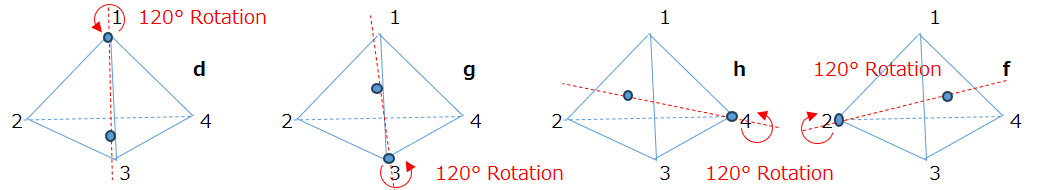 1 120° Rotation
d
2 4
3
1
g
2 4
3 120° Rotation
1
h
4
3 120° Rotation
1
120° Rotation f
2 4
3